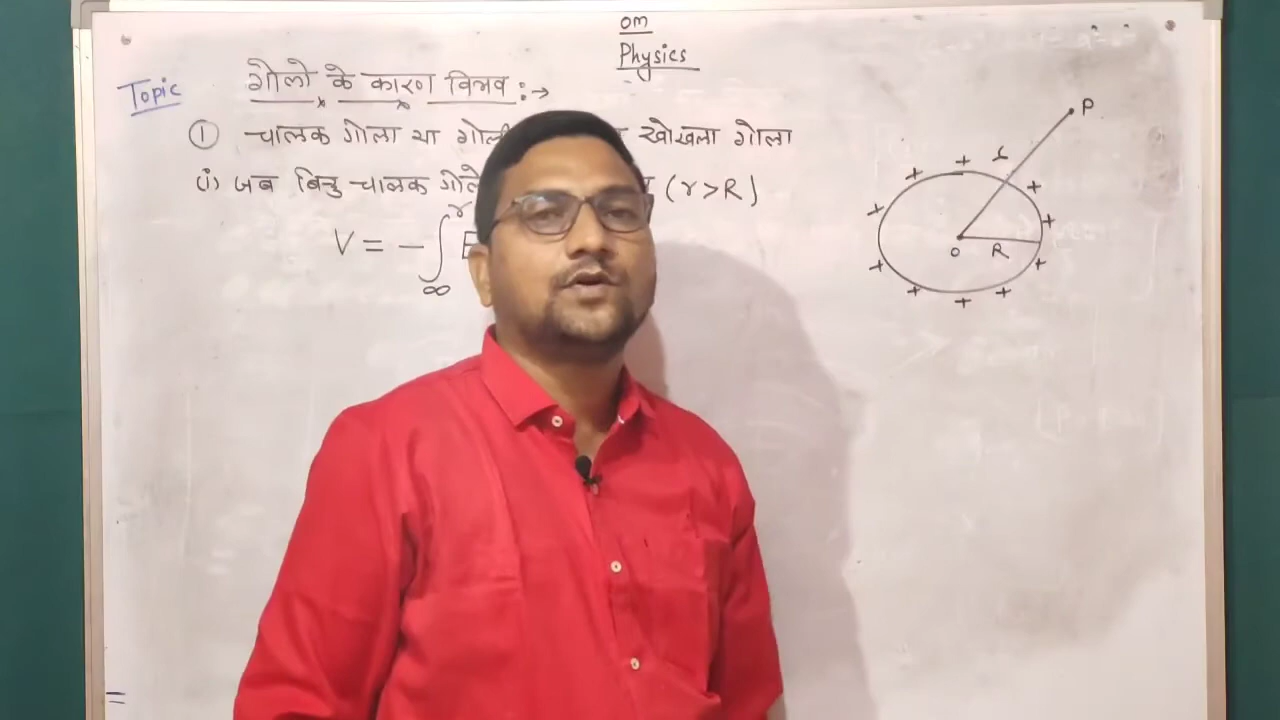 om
Physics
Topic गोलो के कारण विभव :→
① चालक गोला या खोखला गोला
(i) जब बिन्दु चालक (r>R)
V = - ∫ r ∞ E
P
r
O R
+ + + + + + + + + + +
=